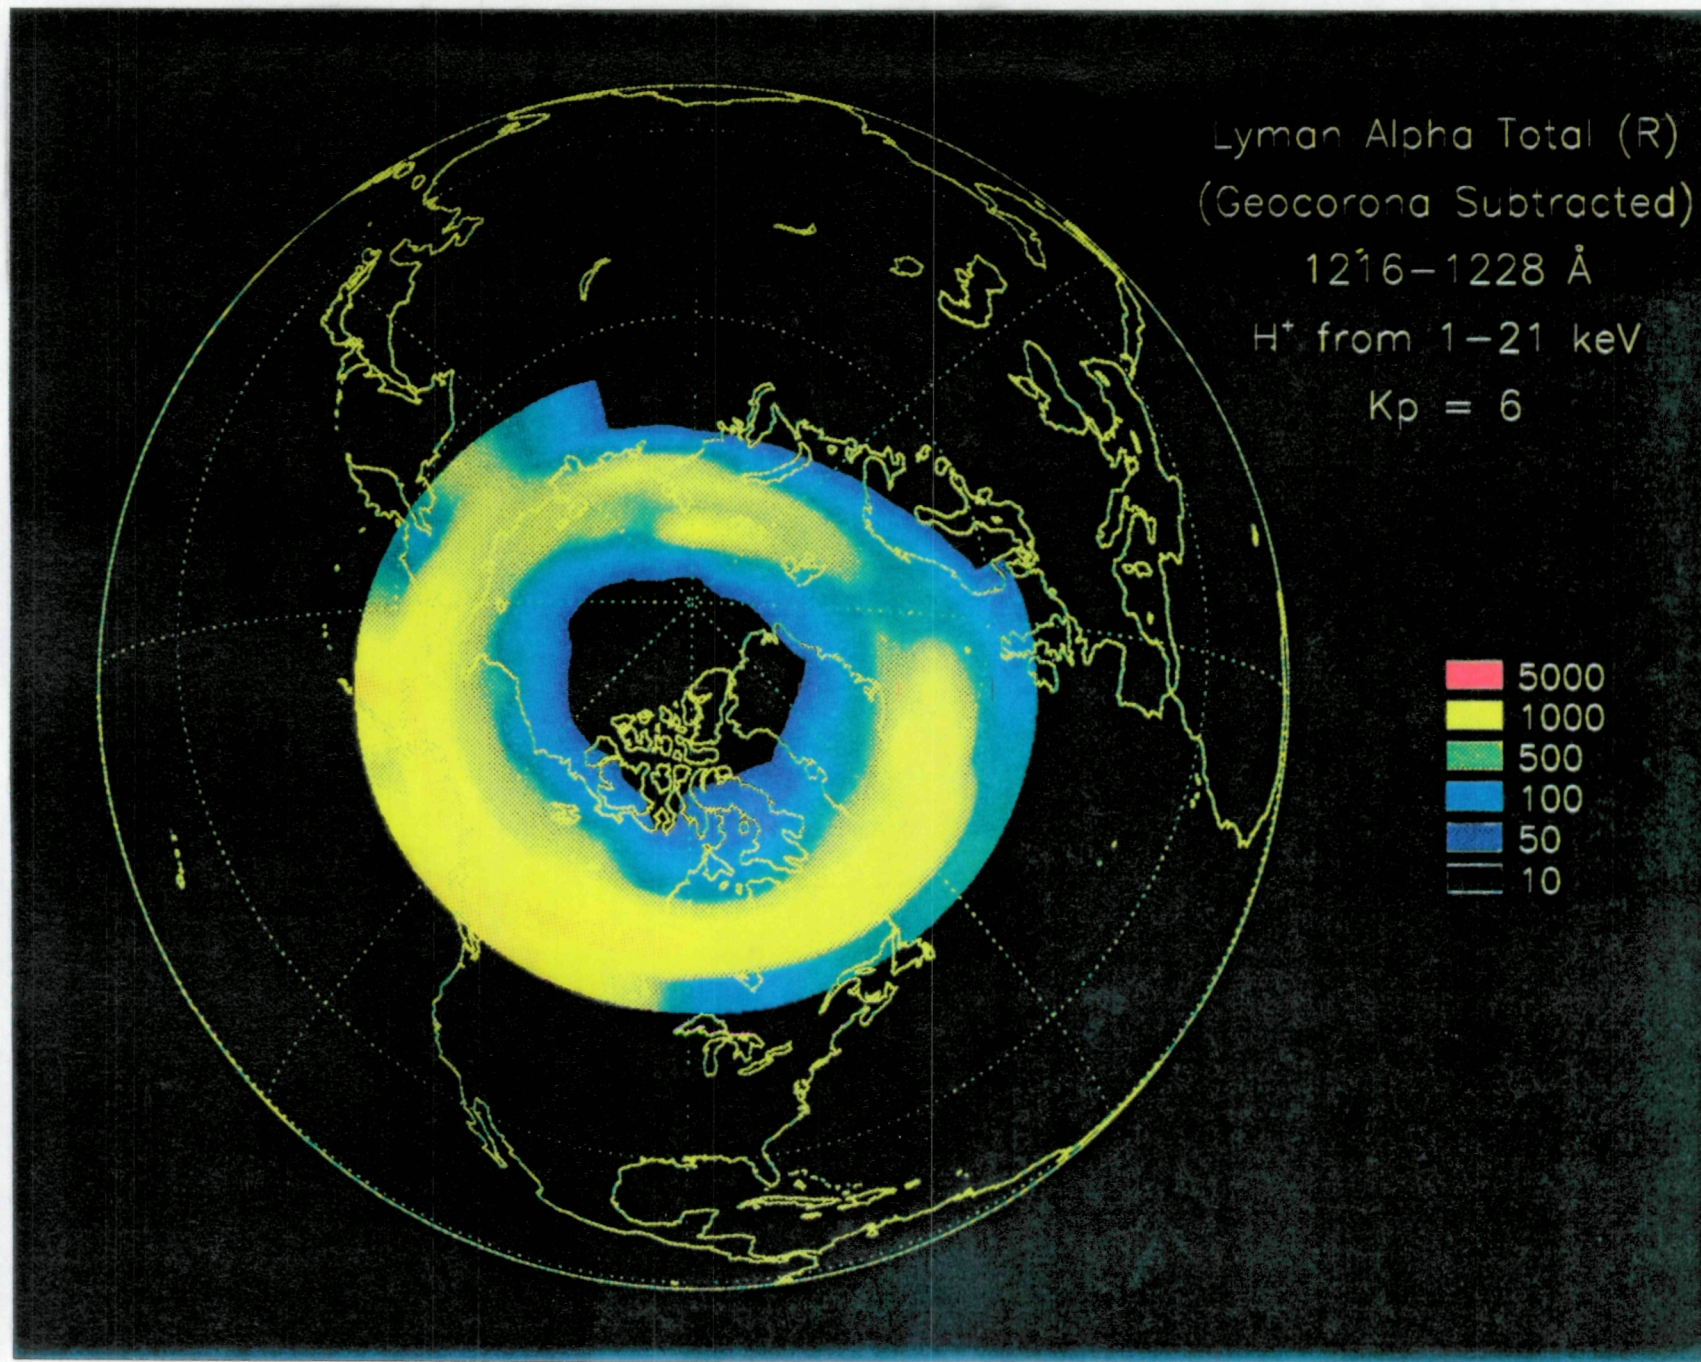 Lyman Alpha Total (R)
(Geocorona Subtracted)
1216-1228 Å
H⁺ from 1-21 keV
Kp = 6
5000
1000
500
100
50
10